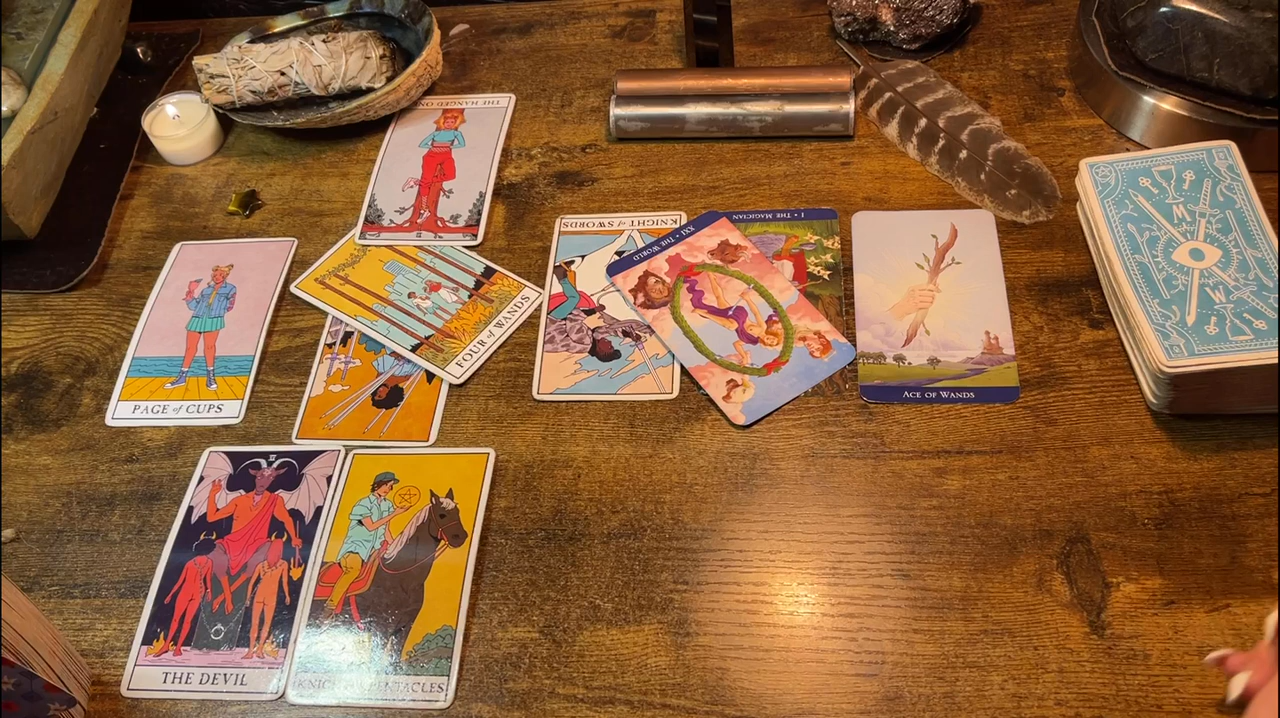 THE HANGED ONE
PAGE of CUPS
FOUR of WANDS
KNIGHT of SWORDS
XXI • THE WORLD
I • THE MAGICIAN
ACE OF WANDS
M
W
THE DEVIL
PENTACLES